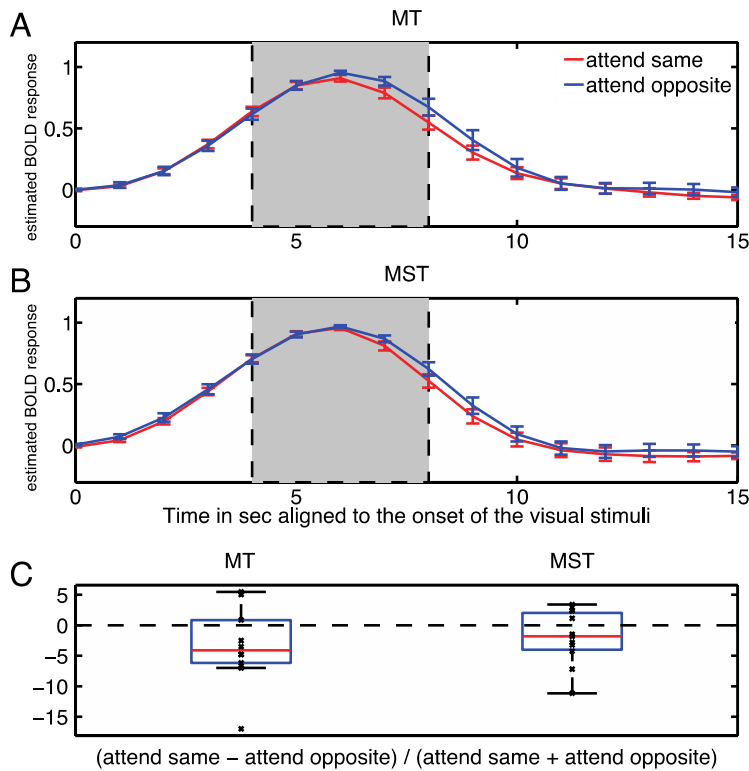 A
MT
estimated BOLD response
1
0.5
0
attend same
attend opposite
0
5
10
15
B
MST
estimated BOLD response
1
0.5
0
0
5
10
15
Time in sec aligned to the onset of the visual stimuli
C
MT
MST
5
0
−5
−10
−15
(attend same − attend opposite) / (attend same + attend opposite)